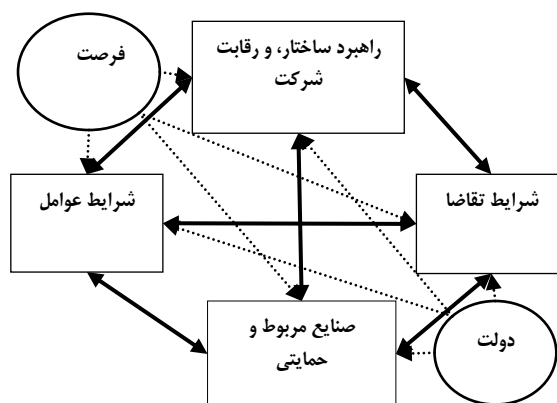 فرصت
راهبرد ساختار، و رقابت
شرکت
شرایط عوامل
شرایط تقاضا
صنایع مربوط و
حمایتی
دولت